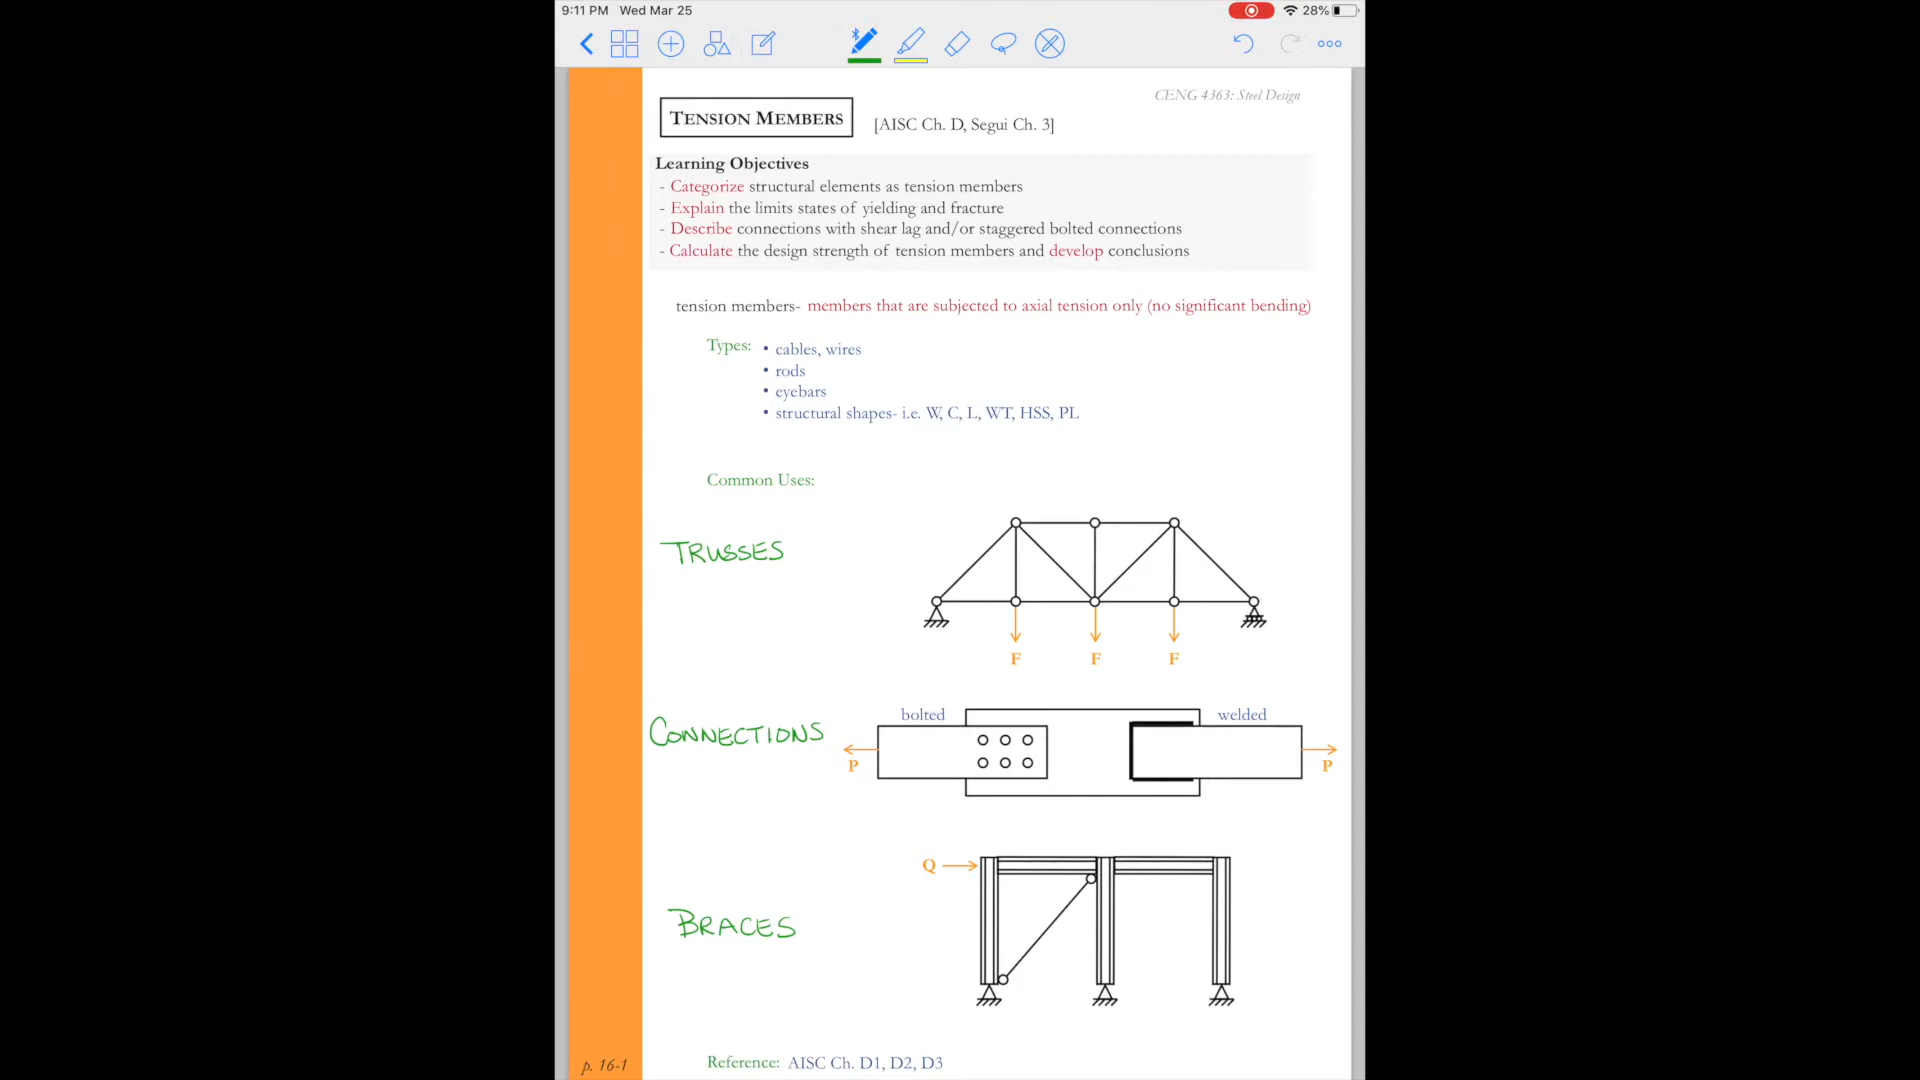 9:11 PM Wed Mar 25 28%
CENG 4363: Steel Design
TENSION MEMBERS [AISC Ch. D, Segui Ch. 3]
Learning Objectives
- Categorize structural elements as tension members
- Explain the limits states of yielding and fracture
- Describe connections with shear lag and/or staggered bolted connections
- Calculate the design strength of tension members and develop conclusions
tension members- members that are subjected to axial tension only (no significant bending)
Types: • cables, wires
• rods
• eyebars
• structural shapes- i.e. W, C, L, WT, HSS, PL
Common Uses:
TRUSSES
F F F
bolted welded
CONNECTIONS
P P
Q
BRACES
Reference: AISC Ch. D1, D2, D3
p. 16-1